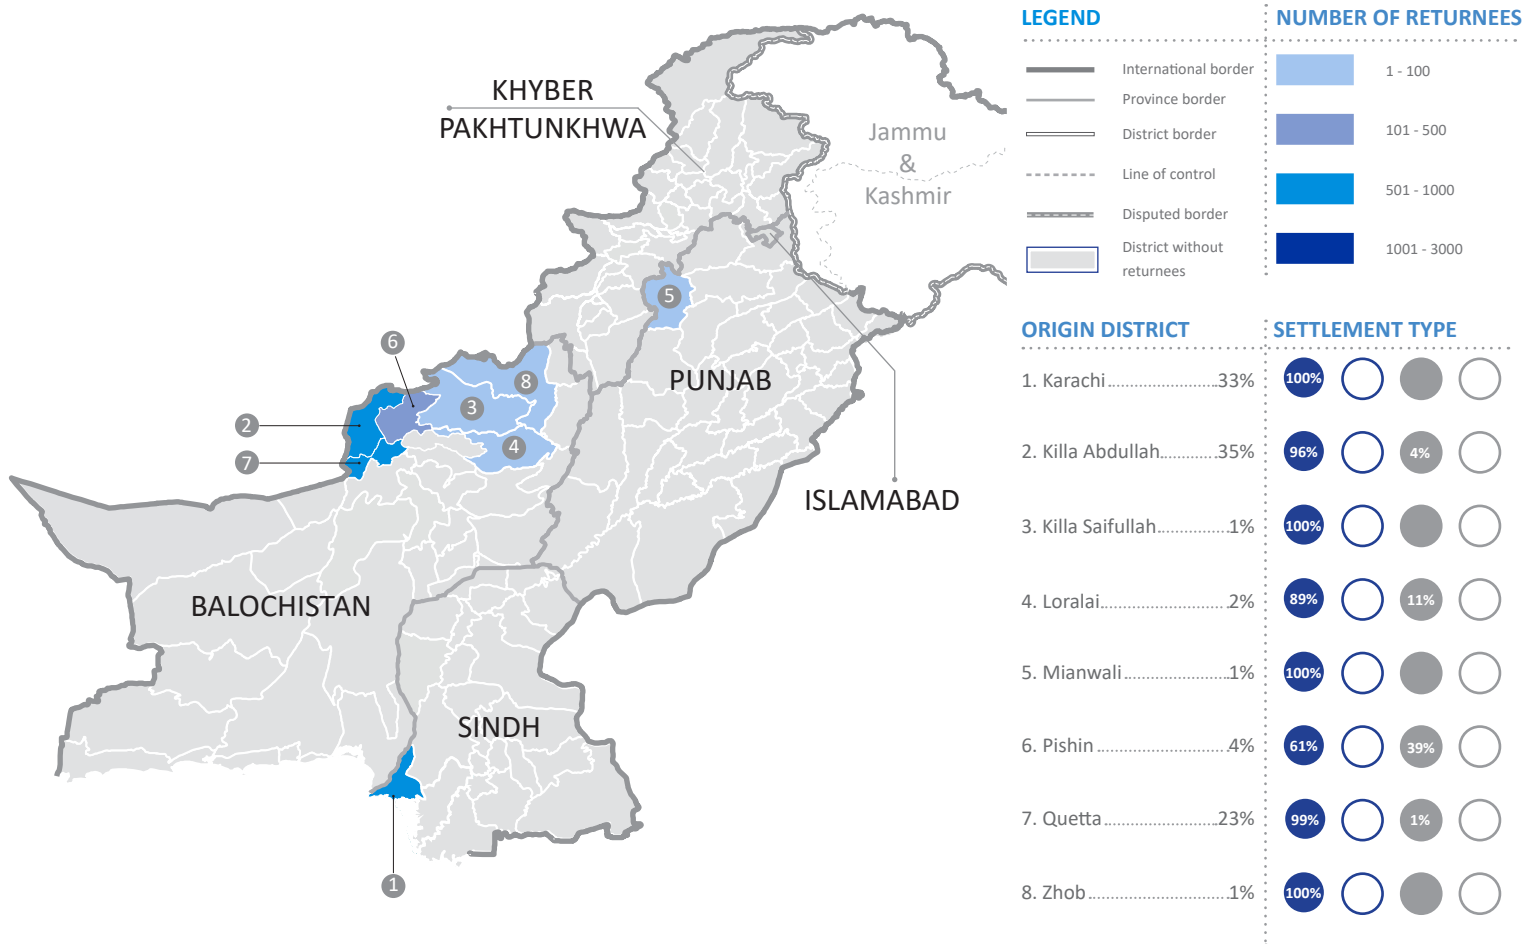 KHYBER
PAKHTUNKHWA
Jammu
&
Kashmir
5
6
PUNJAB
8
3
2
4
7
ISLAMABAD
BALOCHISTAN
SINDH
1
LEGEND
International border
Province border
District border
Line of control
Disputed border
District without
returnees
NUMBER OF RETURNEES
1 - 100
101 - 500
501 - 1000
1001 - 3000
ORIGIN DISTRICT SETTLEMENT TYPE
1. Karachi 33% 100%
2. Killa Abdullah 35% 96% 4%
3. Killa Saifullah 1% 100%
4. Loralai 2% 89% 11%
5. Mianwali 1% 100%
6. Pishin 4% 61% 39%
7. Quetta 23% 99% 1%
8. Zhob 1% 100%